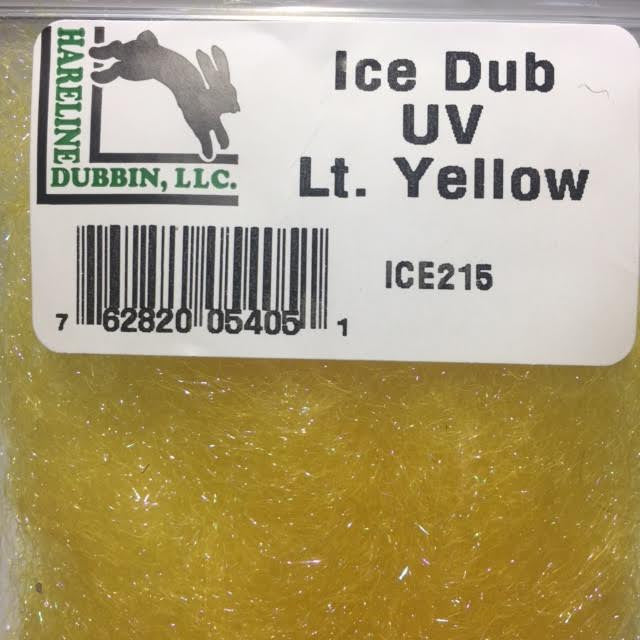 HARELINE
DUBBIN, LLC.
Ice Dub
UV
Lt. Yellow
ICE215
7 62820 05405 1